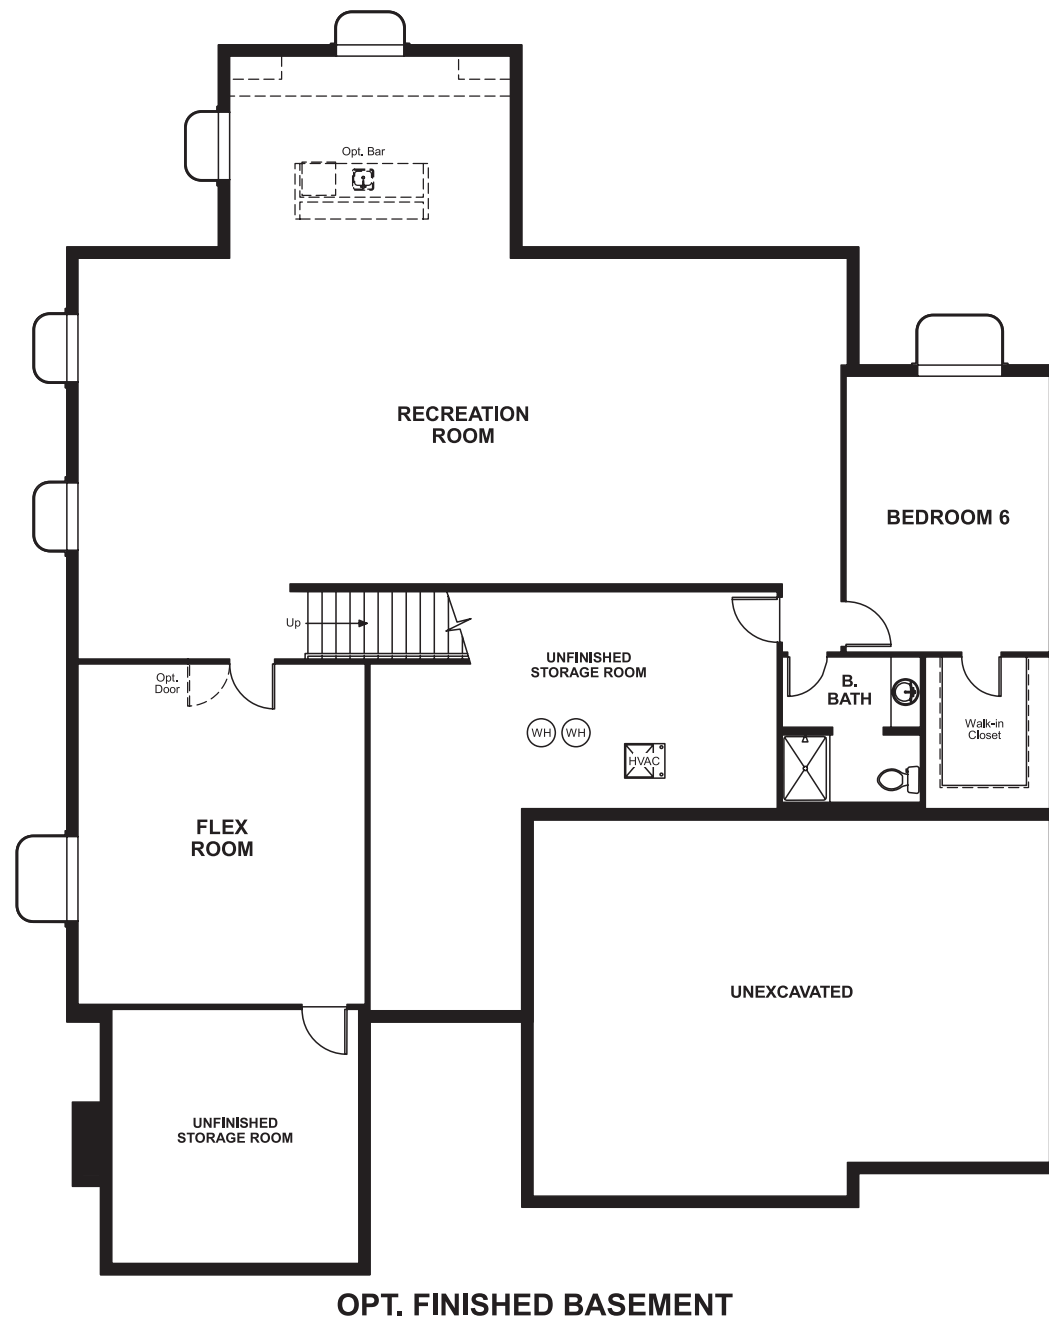 Opt. Bar
RECREATION
ROOM
BEDROOM 6
Up
UNFINISHED
STORAGE ROOM
Opt.
Door
B.
BATH
Walk-in
Closet
WH WH
HVAC
FLEX
ROOM
UNEXCAVATED
UNFINISHED
STORAGE ROOM
OPT. FINISHED BASEMENT